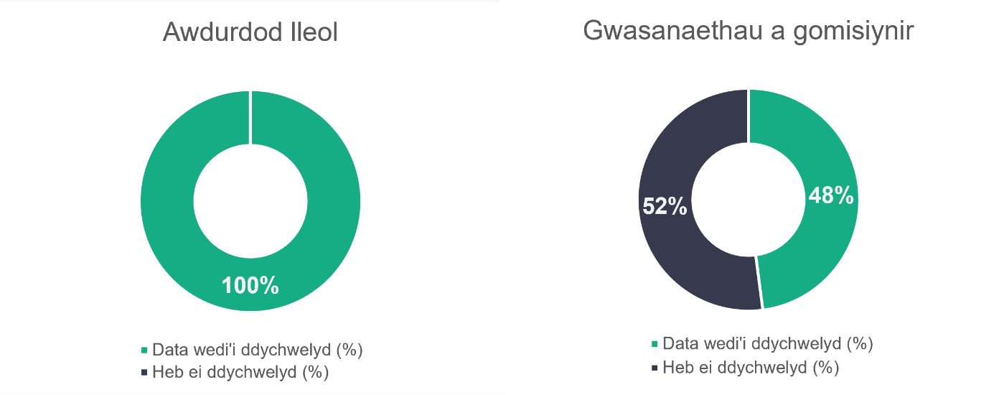 Awdurdod lleol
100%
Data wedi'i ddychwelyd (%)
Heb ei ddychwelyd (%)
Gwasanaethau a gomisiynir
48%
52%
Data wedi'i ddychwelyd (%)
Heb ei ddychwelyd (%)